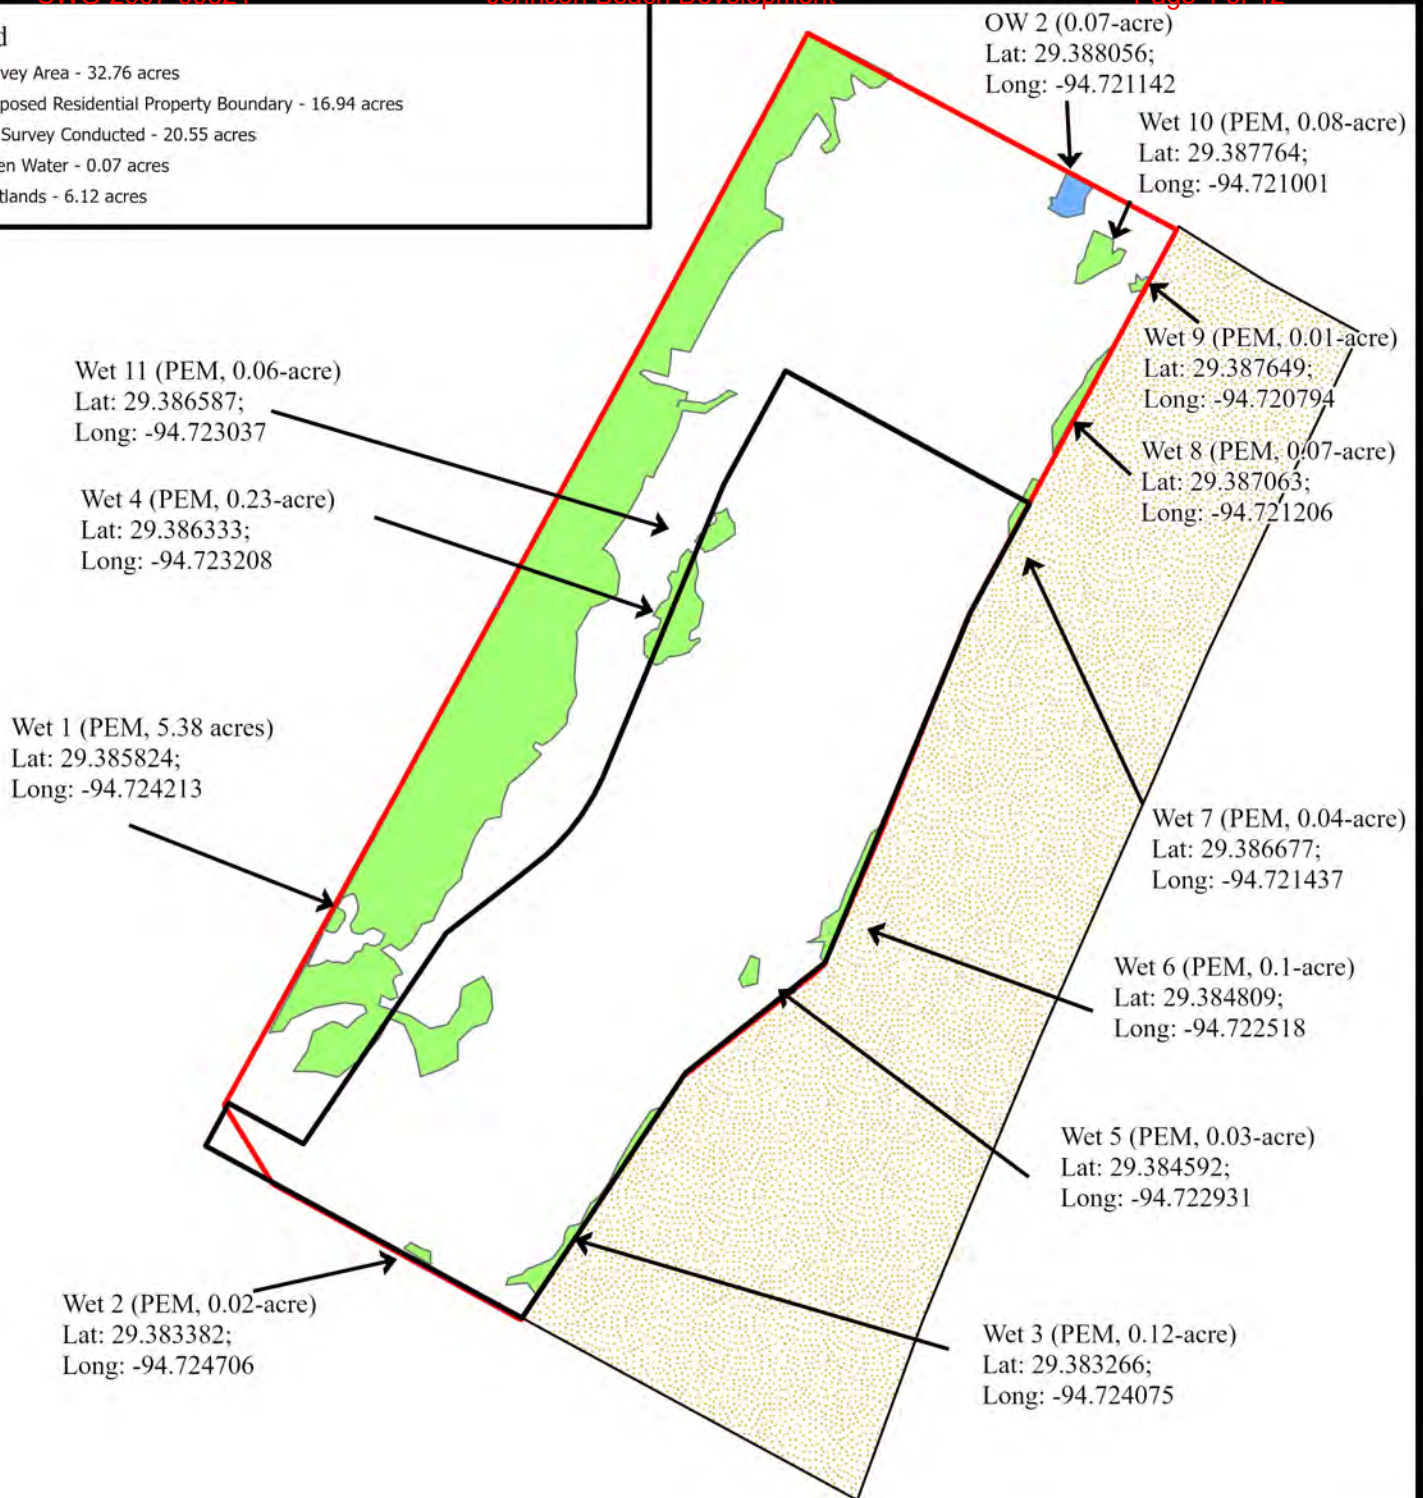 Johnson Beach Development
d
vey Area - 32.76 acres
posed Residential Property Boundary - 16.94 acres
Survey Conducted - 20.55 acres
en Water - 0.07 acres
tlands - 6.12 acres
OW 2 (0.07-acre)
Lat: 29.388056;
Long: -94.721142
Wet 10 (PEM, 0.08-acre)
Lat: 29.387764;
Long: -94.721001
Wet 9 (PEM, 0.01-acre)
Lat: 29.387649;
Long: -94.720794
Wet 11 (PEM, 0.06-acre)
Lat: 29.386587;
Long: -94.723037
Wet 8 (PEM, 0.07-acre)
Lat: 29.387063;
Long: -94.721206
Wet 4 (PEM, 0.23-acre)
Lat: 29.386333;
Long: -94.723208
Wet 1 (PEM, 5.38 acres)
Lat: 29.385824;
Long: -94.724213
Wet 7 (PEM, 0.04-acre)
Lat: 29.386677;
Long: -94.721437
Wet 6 (PEM, 0.1-acre)
Lat: 29.384809;
Long: -94.722518
Wet 5 (PEM, 0.03-acre)
Lat: 29.384592;
Long: -94.722931
Wet 2 (PEM, 0.02-acre)
Lat: 29.383382;
Long: -94.724706
Wet 3 (PEM, 0.12-acre)
Lat: 29.383266;
Long: -94.724075